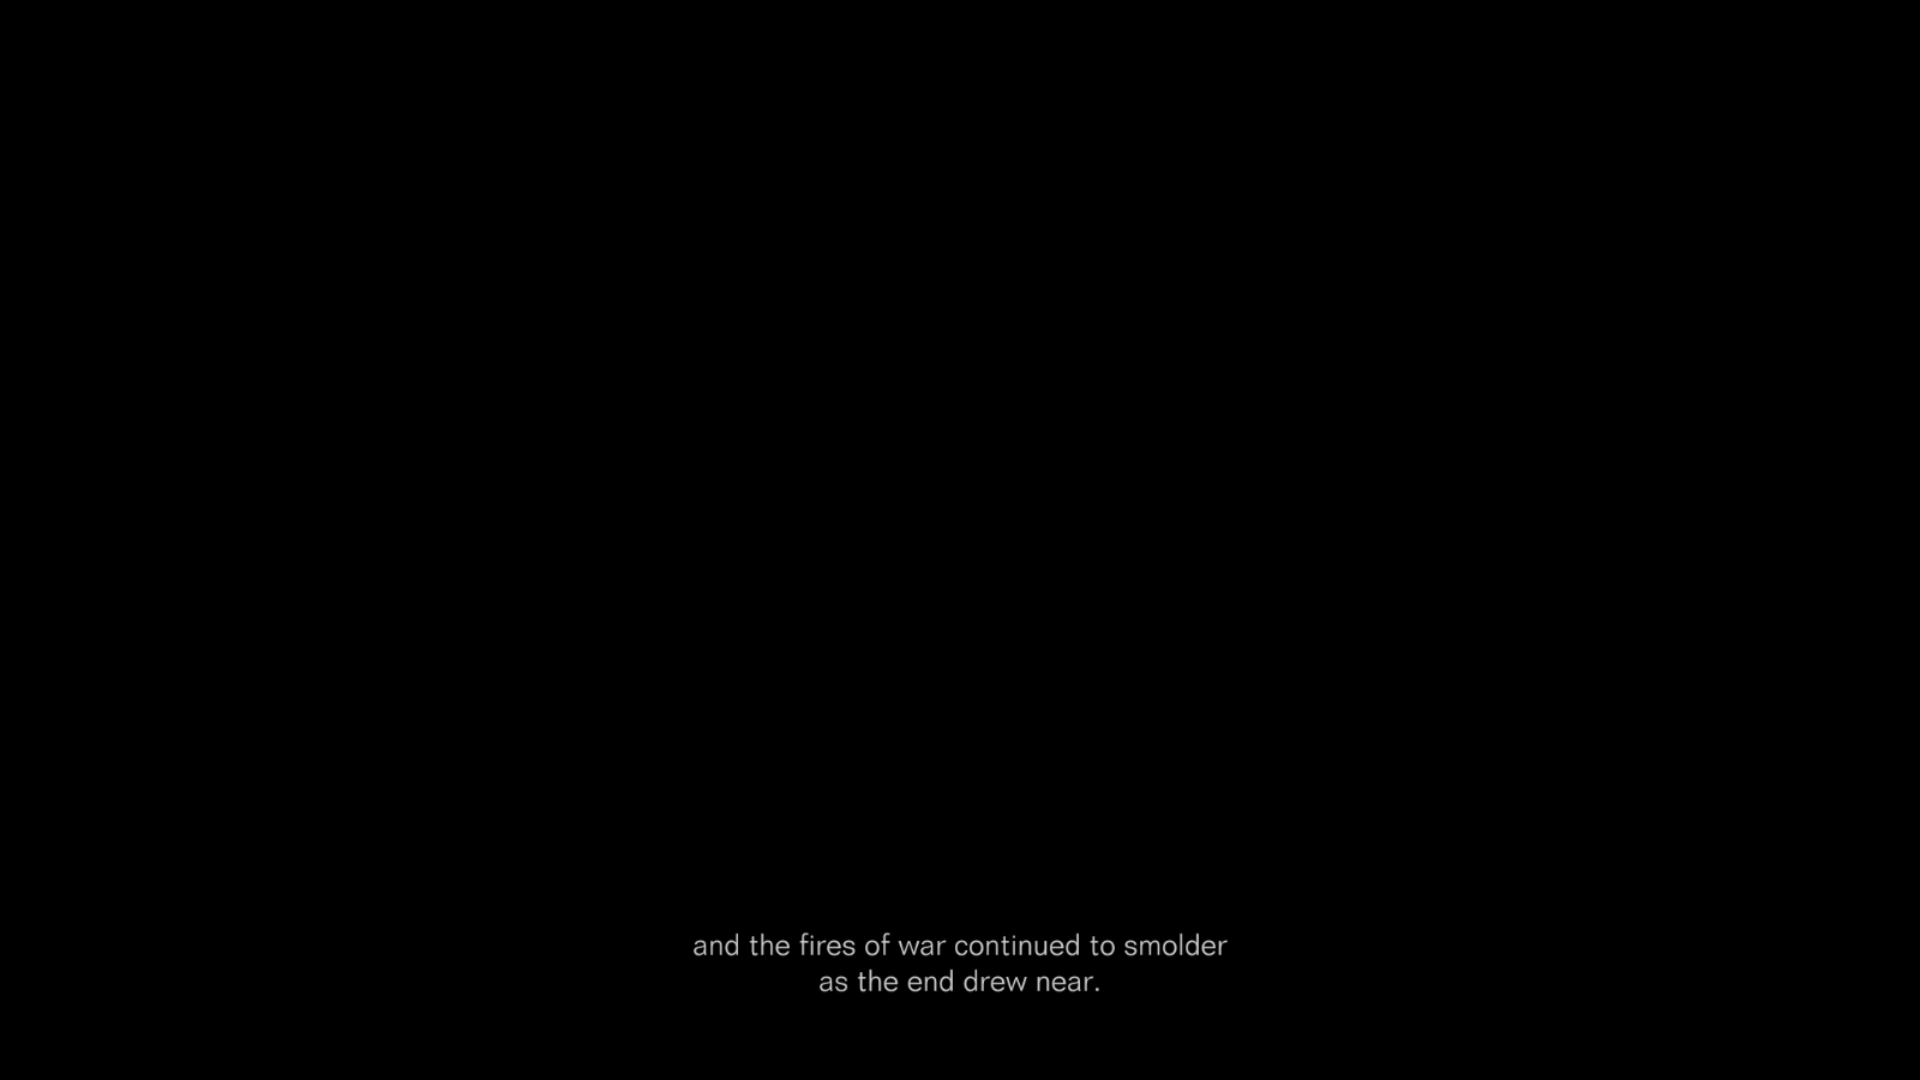 and the fires of war continued to smolder
as the end drew near.